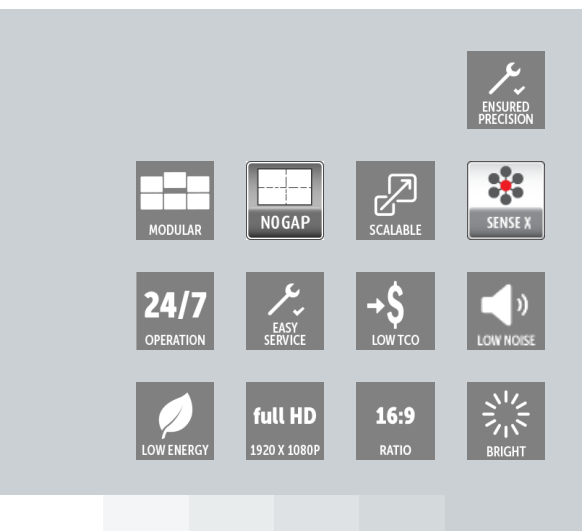 ENSURED
PRECISION
MODULAR
NO GAP
SCALABLE
SENSE X
24/7
OPERATION
EASY
SERVICE
$
LOW TCO
LOW NOISE
LOW ENERGY
full HD
1920 X 1080P
16:9
RATIO
BRIGHT